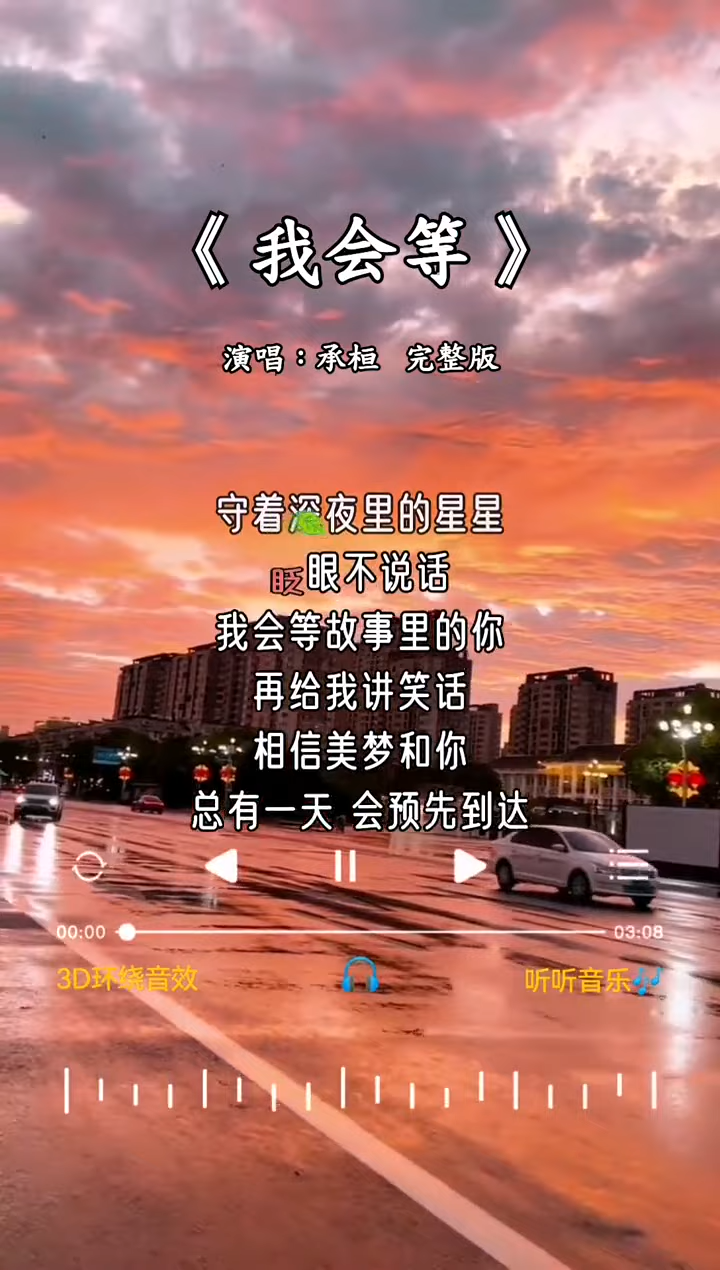 《我会等》
演唱：承桓 完整版
守着深夜里的星星
眨眼不说话
我会等故事里的你
再给我讲笑话
相信美梦和你
总有一天 会预先到达
00:00 03:08
3D环绕音效 听听音乐